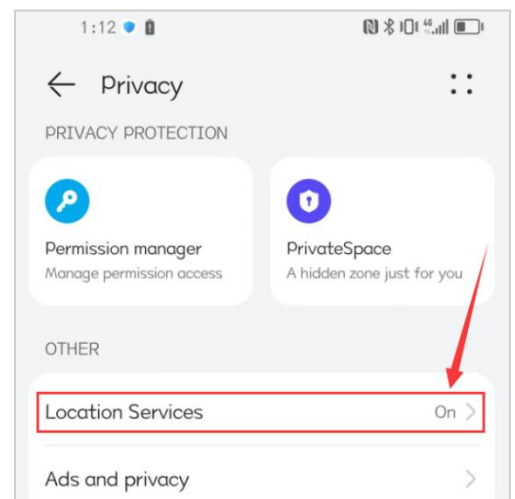 1:12
Privacy
PRIVACY PROTECTION
Permission manager
Manage permission access
PrivateSpace
A hidden zone just for you
OTHER
Location Services On
Ads and privacy